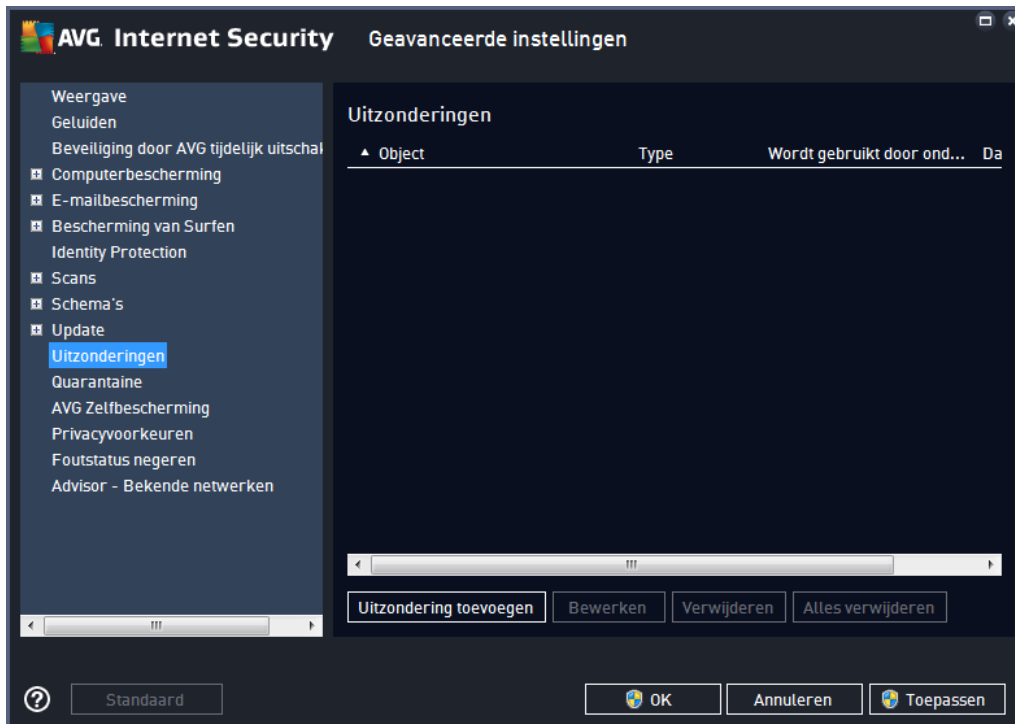 AVG. Internet Security Geavanceerde instellingen
Weergave
Geluiden
Beveiliging door AVG tijdelijk uitschak
Computerbescherming
E-mailbescherming
Bescherming van Surfen
Identity Protection
Scans
Schema's
Update
Uitzonderingen
Quarantaine
AVG Zelfbescherming
Privacyvoorkeuren
Foutstatus negeren
Advisor - Bekende netwerken
Uitzonderingen
Object Type Wordt gebruikt door ond... Da
Uitzondering toevoegen Bewerken Verwijderen Alles verwijderen
Standaard OK Annuleren Toepassen